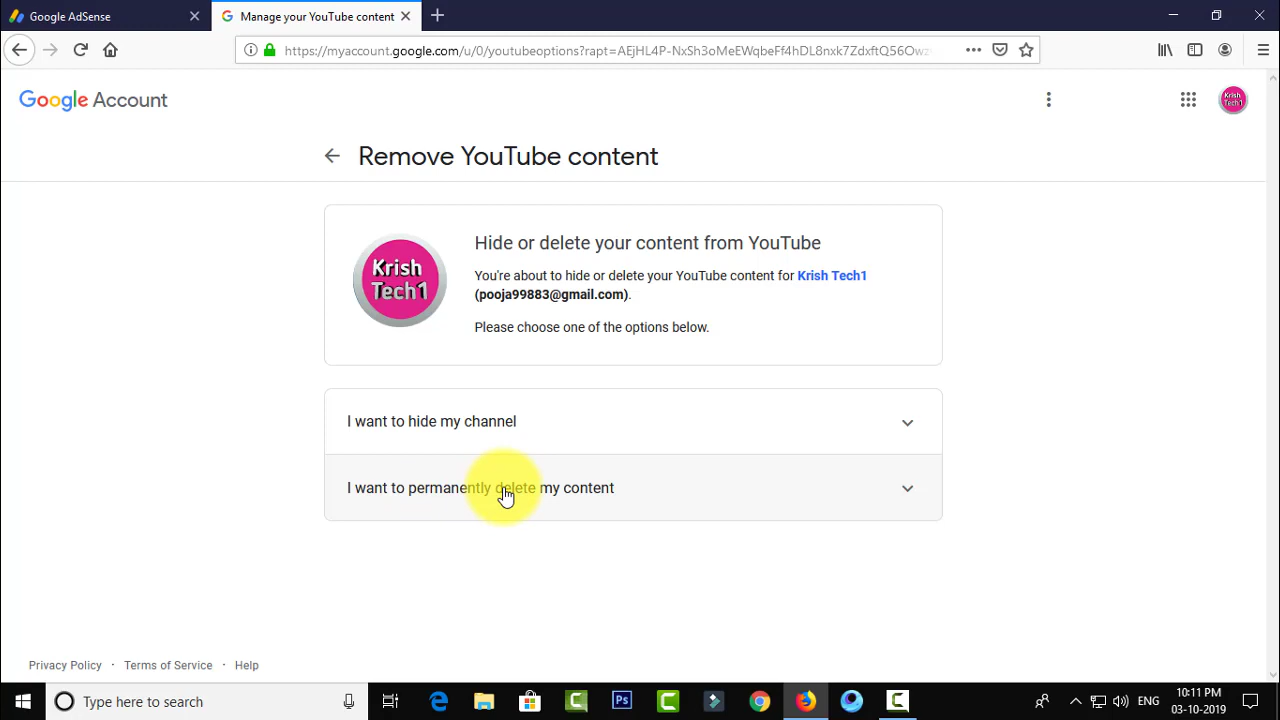 Google AdSense
Manage your YouTube content
https://myaccount.google.com/u/0/youtubeoptions?rapt=AEjHL4P-NxSh3oMeEWqbeFf4hDL8nxk7ZdxftQ56Owz
Google Account
Krish Tech1
Remove YouTube content
Krish
Tech1
Hide or delete your content from YouTube
You're about to hide or delete your YouTube content for Krish Tech1
(pooja99883@gmail.com).
Please choose one of the options below.
I want to hide my channel
I want to permanently delete my content
Privacy Policy · Terms of Service · Help
Type here to search
Ps
ENG
10:11 PM
03-10-2019